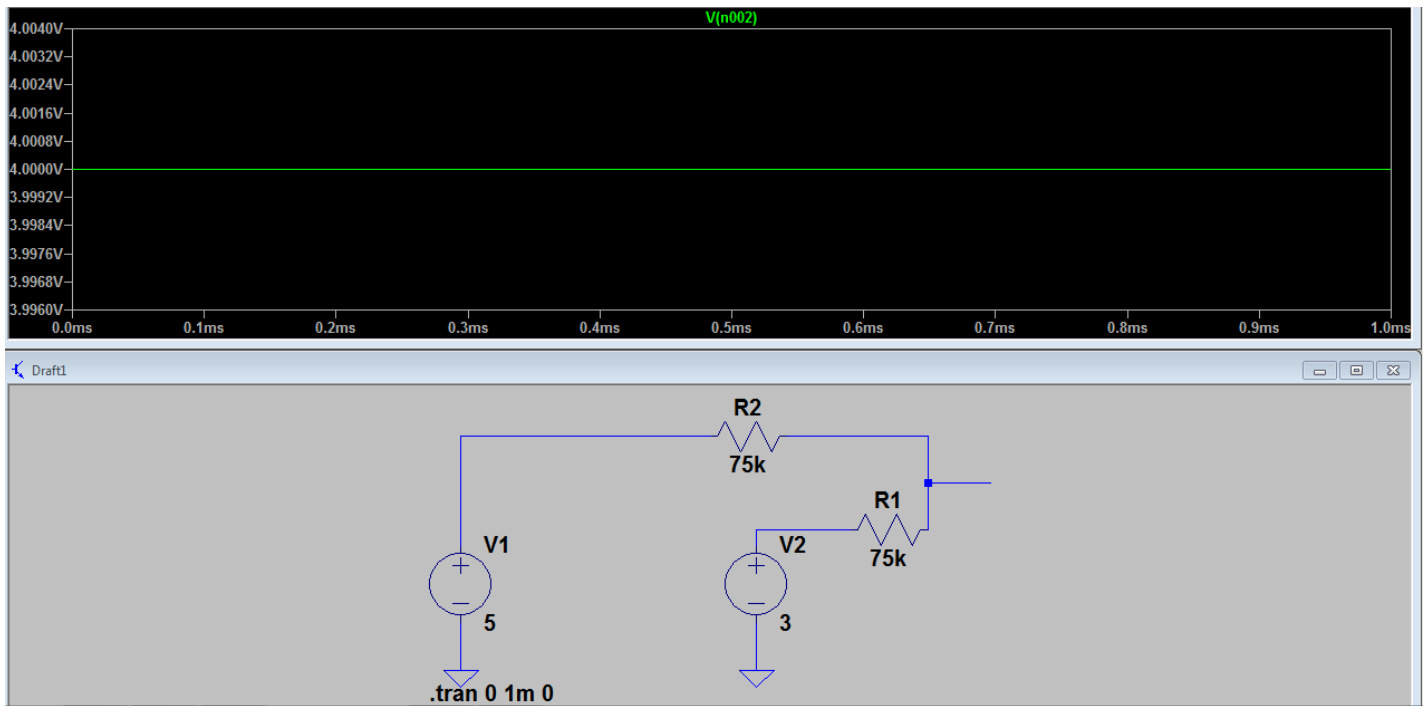 V(n002)
4.0040V
4.0032V
4.0024V
4.0016V
4.0008V
4.0000V
3.9992V
3.9984V
3.9976V
3.9968V
3.9960V
0.0ms 0.1ms 0.2ms 0.3ms 0.4ms 0.5ms 0.6ms 0.7ms 0.8ms 0.9ms 1.0ms
Draft1
R2
75k
R1
75k
V1
5
V2
3
.tran 0 1m 0